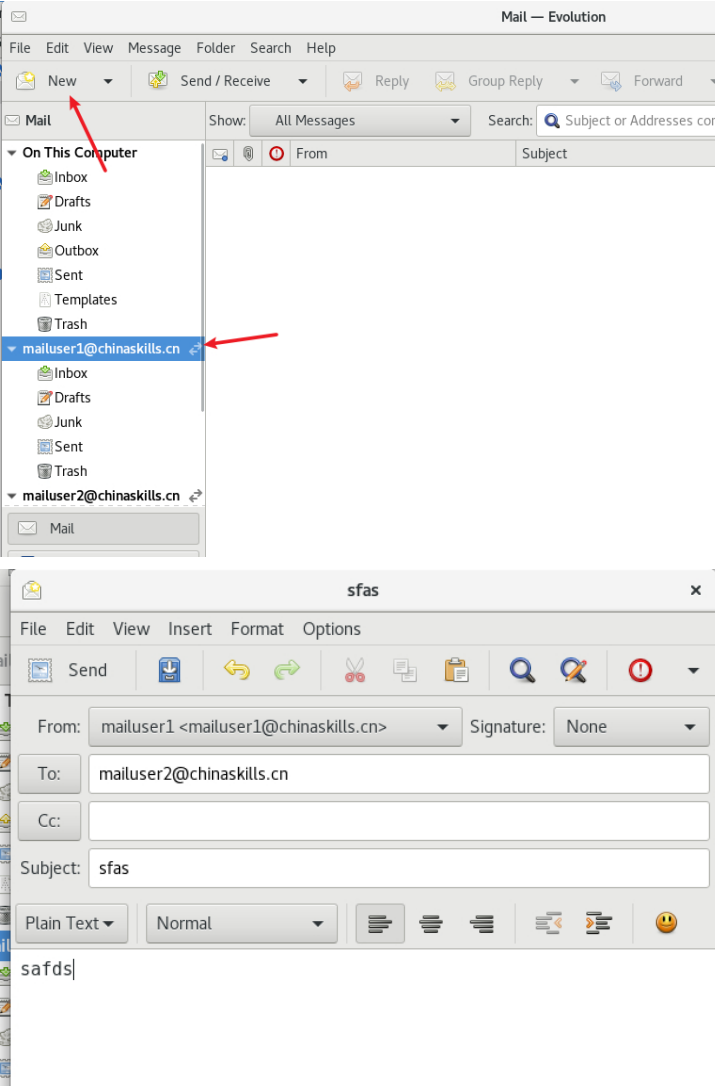 Mail — Evolution
File Edit View Message Folder Search Help
New Send / Receive Reply Group Reply Forward
Mail Show: All Messages Search: Subject or Addresses cor
On This Computer From Subject
Inbox
Drafts
Junk
Outbox
Sent
Templates
Trash
mailuser1@chinaskills.cn
Inbox
Drafts
Junk
Sent
Trash
mailuser2@chinaskills.cn
Mail
sfas
File Edit View Insert Format Options
Send
From: mailuser1 <mailuser1@chinaskills.cn> Signature: None
To: mailuser2@chinaskills.cn
Cc:
Subject: sfas
Plain Text Normal
safds